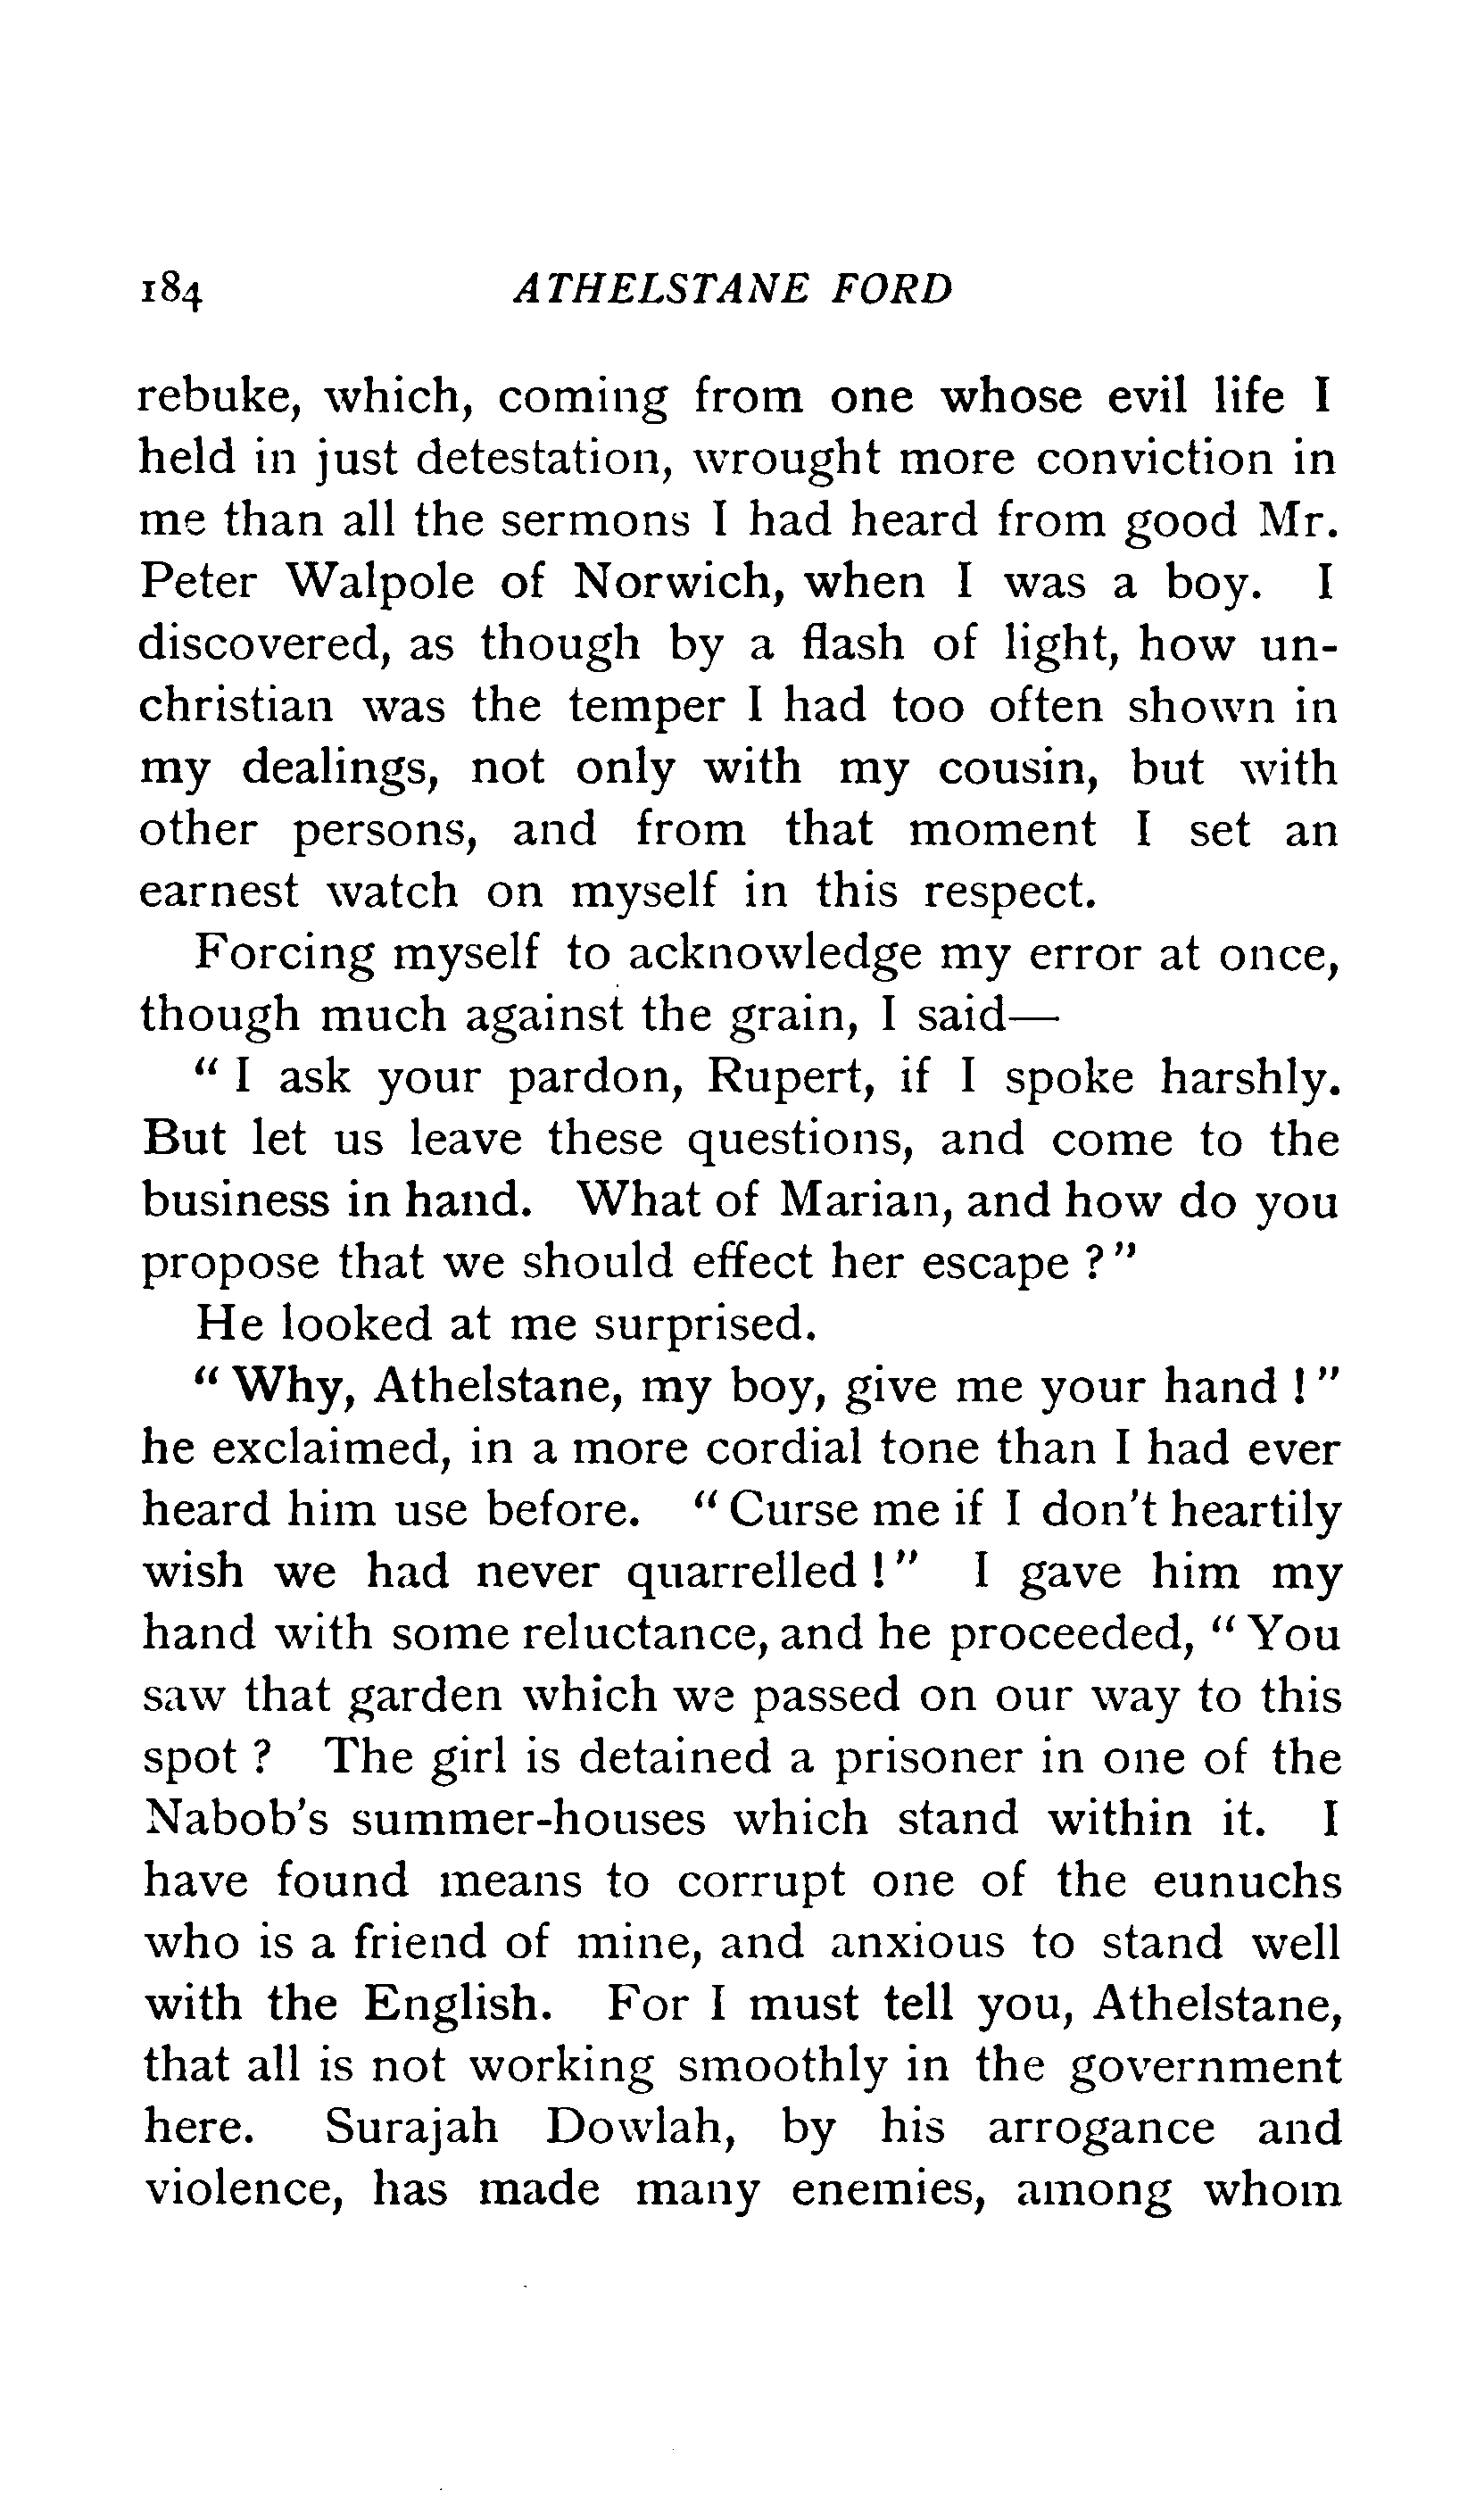 184 ATHELSTANE FORD
rebuke, which, coming from one whose evil life I
held in just detestation, wrought more conviction in
me than all the sermons I had heard from good Mr.
Peter Walpole of Norwich, when I was a boy. I
discovered, as though by a flash of light, how un-
christian was the temper I had too often shown in
my dealings, not only with my cousin, but with
other persons, and from that moment I set an
earnest watch on myself in this respect.
Forcing myself to acknowledge my error at once,
though much against the grain, I said—
" I ask your pardon, Rupert, if I spoke harshly.
But let us leave these questions, and come to the
business in hand. What of Marian, and how do you
propose that we should effect her escape ? "
He looked at me surprised.
" Why, Athelstane, my boy, give me your hand ! "
he exclaimed, in a more cordial tone than I had ever
heard him use before. " Curse me if I don't heartily
wish we had never quarrelled ! " I gave him my
hand with some reluctance, and he proceeded, " You
saw that garden which we passed on our way to this
spot ? The girl is detained a prisoner in one of the
Nabob's summer-houses which stand within it. I
have found means to corrupt one of the eunuchs
who is a friend of mine, and anxious to stand well
with the English. For I must tell you, Athelstane,
that all is not working smoothly in the government
here. Surajah Dowlah, by his arrogance and
violence, has made many enemies, among whom